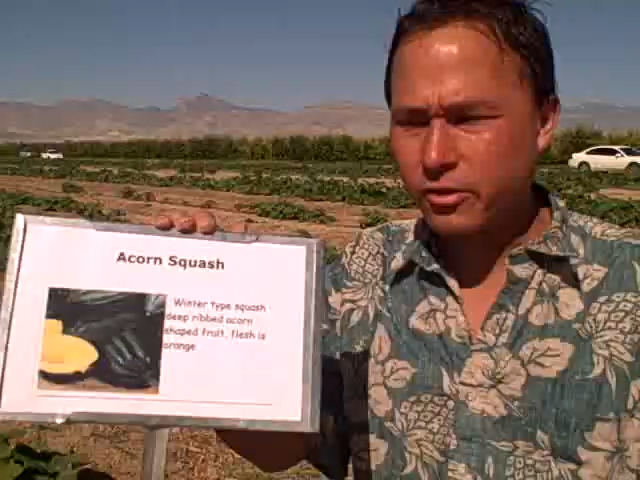 Acorn Squash
Winter type squash
deep ribbed acorn
shaped fruit, flesh is
orange